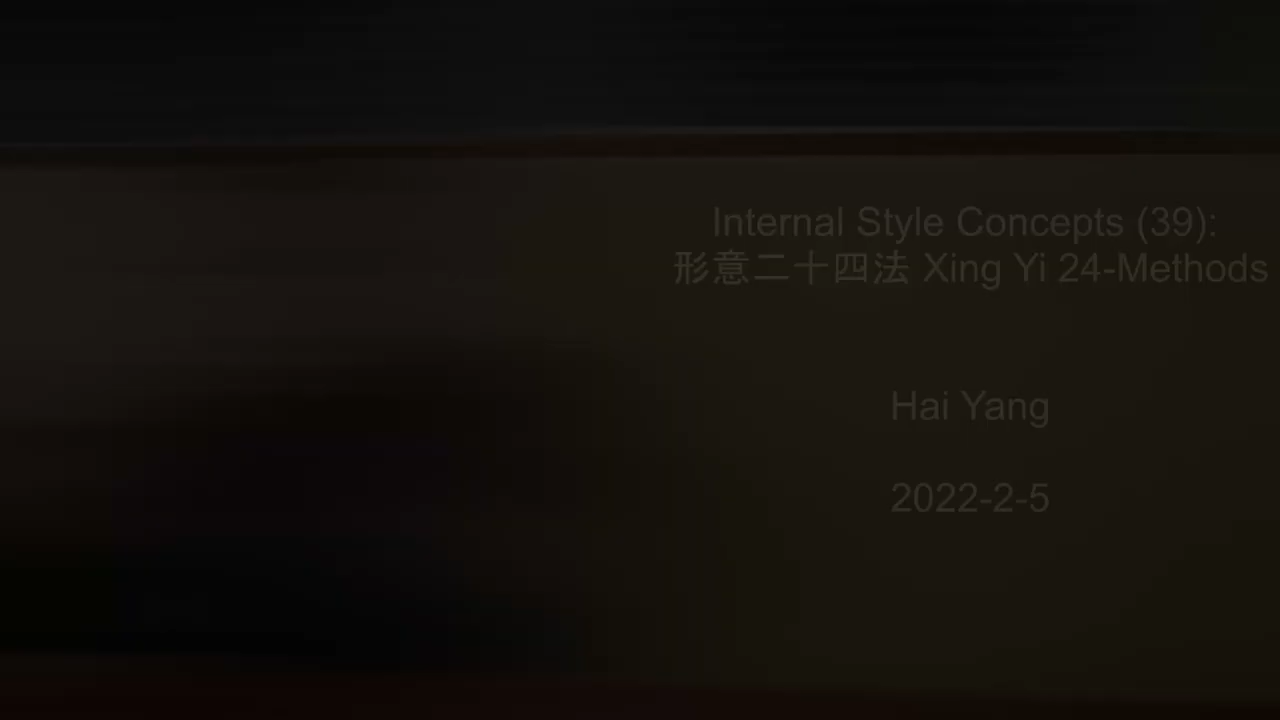 Internal Style Concepts (39):
形意二十四法 Xing Yi 24-Methods
Hai Yang
2022-2-5